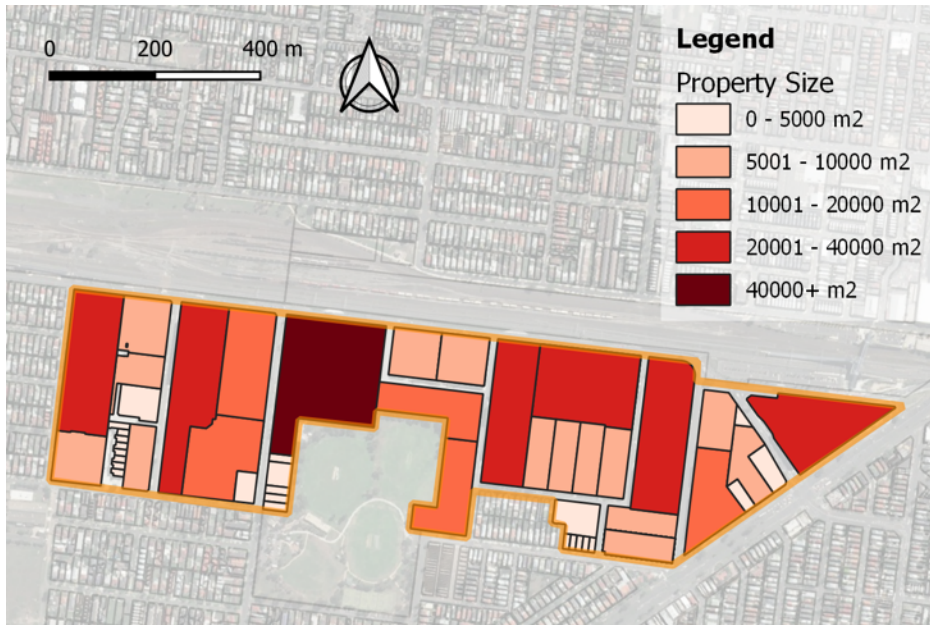 0 200 400 m
Legend
Property Size
0 - 5000 m2
5001 - 10000 m2
10001 - 20000 m2
20001 - 40000 m2
40000+ m2